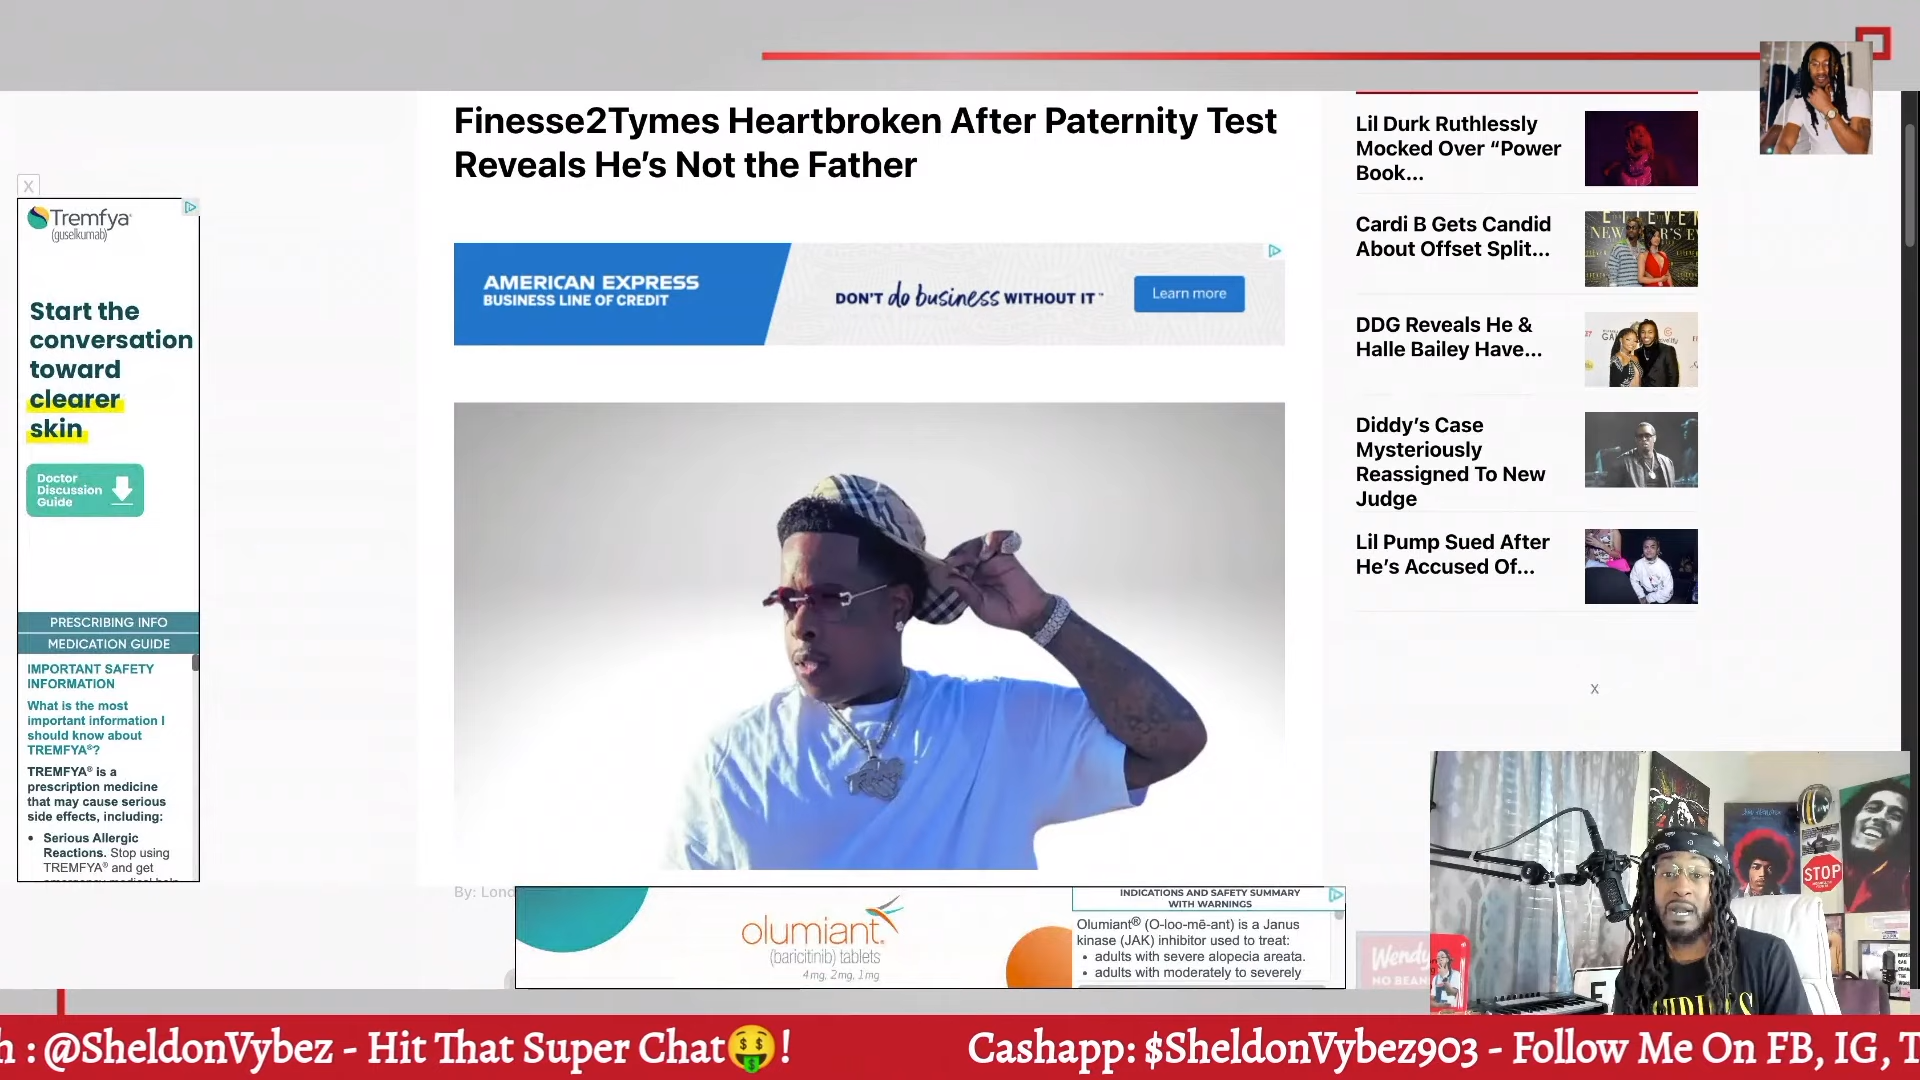 Finesse2Tymes Heartbroken After Paternity Test
Reveals He’s Not the Father
X
Tremfya®
(guselkumab)
Start the
conversation
toward
clearer
skin
Doctor
Discussion
Guide
PRESCRIBING INFO
MEDICATION GUIDE
IMPORTANT SAFETY
INFORMATION
What is the most
important information I
should know about
TREMFYA®?
TREMFYA® is a
prescription medicine
that may cause serious
side effects, including:
• Serious Allergic
Reactions. Stop using
TREMFYA® and get
AMERICAN EXPRESS
BUSINESS LINE OF CREDIT
DON'T do business WITHOUT IT™
Learn more
By: Lond
olumiant®
(baricitinib) tablets
4 mg, 2 mg, 1 mg
INDICATIONS AND SAFETY SUMMARY
WITH WARNINGS
Olumiant® (O-loo-mē-ant) is a Janus
kinase (JAK) inhibitor used to treat:
• adults with severe alopecia areata.
• adults with moderately to severely
Lil Durk Ruthlessly
Mocked Over “Power
Book...
Cardi B Gets Candid
About Offset Split...
DDG Reveals He &
Halle Bailey Have...
Diddy’s Case
Mysteriously
Reassigned To New
Judge
Lil Pump Sued After
He’s Accused Of...
X
Wendy
NO BEAN
STOP
h : @SheldonVybez - Hit That Super Chat🤑! Cashapp: $SheldonVybez903 - Follow Me On FB, IG, T